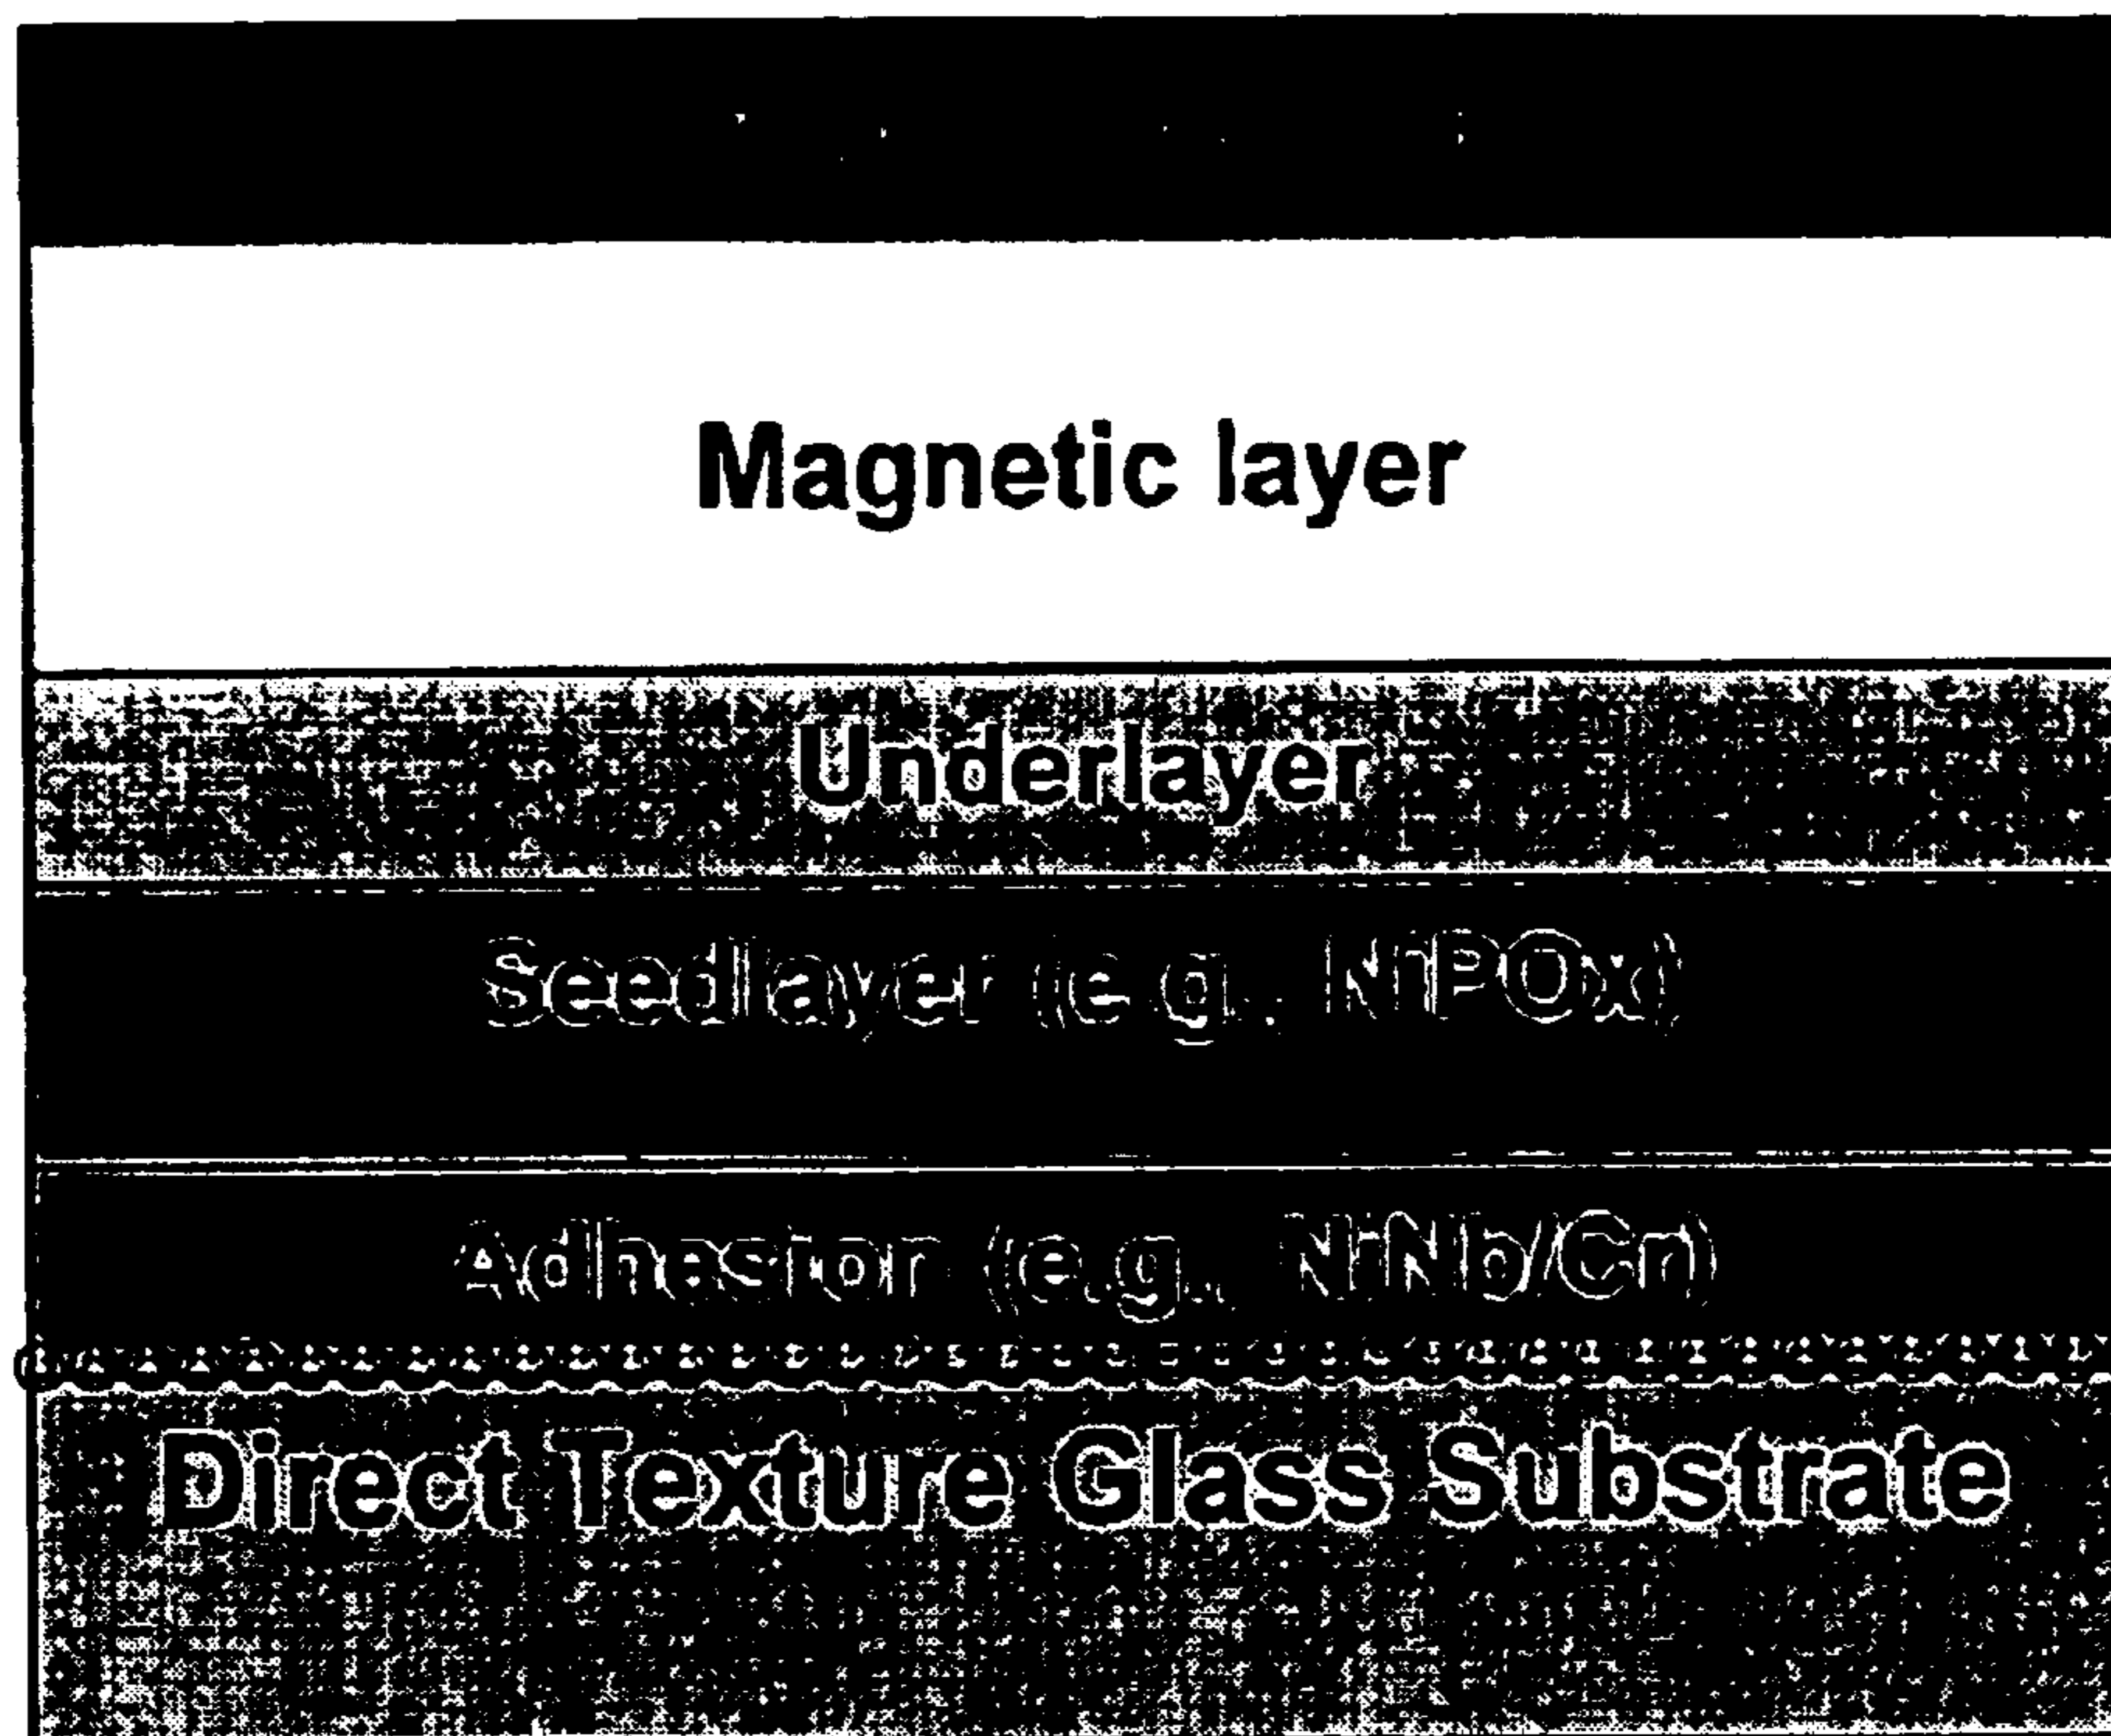 Magnetic layer
Underlayer
Seedlayer (e.g., NiPOx)
Adhesion (e.g., NiNb/Cr)
Direct Texture Glass Substrate